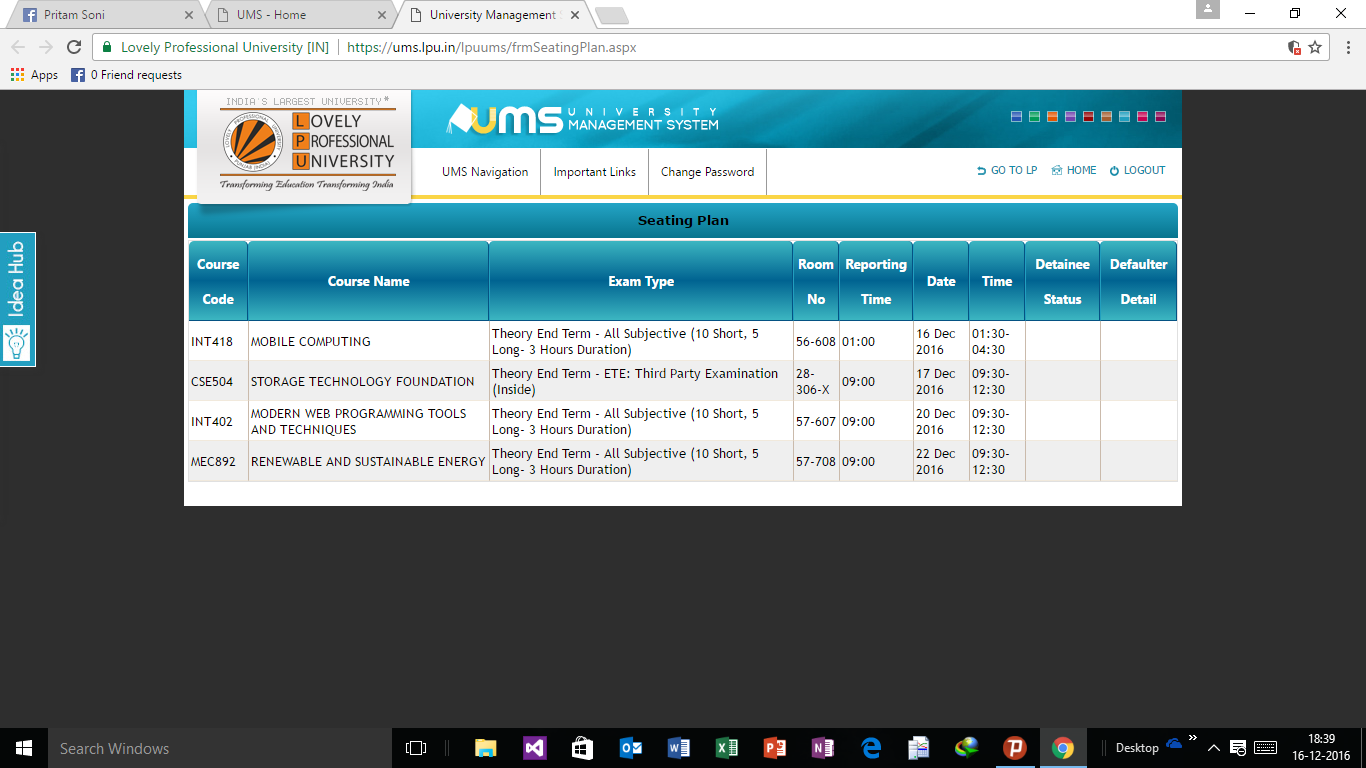 Pritam Soni
UMS - Home
University Management
Lovely Professional University [IN]
https://ums.lpu.in/lpuums/frmSeatingPlan.aspx
Apps
0 Friend requests
INDIA'S LARGEST UNIVERSITY*
LOVELY
PROFESSIONAL
UNIVERSITY
Transforming Education Transforming India
UMS UNIVERSITY
MANAGEMENT SYSTEM
UMS Navigation
Important Links
Change Password
GO TO LP
HOME
LOGOUT
Idea Hub
Seating Plan
Course
Code
Course Name
Exam Type
Room
No
Reporting
Time
Date
Time
Detainee
Status
Defaulter
Detail
INT418
MOBILE COMPUTING
Theory End Term - All Subjective (10 Short, 5
Long- 3 Hours Duration)
56-608
01:00
16 Dec
2016
01:30-
04:30
CSE504
STORAGE TECHNOLOGY FOUNDATION
Theory End Term - ETE: Third Party Examination
(Inside)
28-
306-X
09:00
17 Dec
2016
09:30-
12:30
INT402
MODERN WEB PROGRAMMING TOOLS
AND TECHNIQUES
Theory End Term - All Subjective (10 Short, 5
Long- 3 Hours Duration)
57-607
09:00
20 Dec
2016
09:30-
12:30
MEC892
RENEWABLE AND SUSTAINABLE ENERGY
Theory End Term - All Subjective (10 Short, 5
Long- 3 Hours Duration)
57-708
09:00
22 Dec
2016
09:30-
12:30
Search Windows
Desktop
18:39
16-12-2016